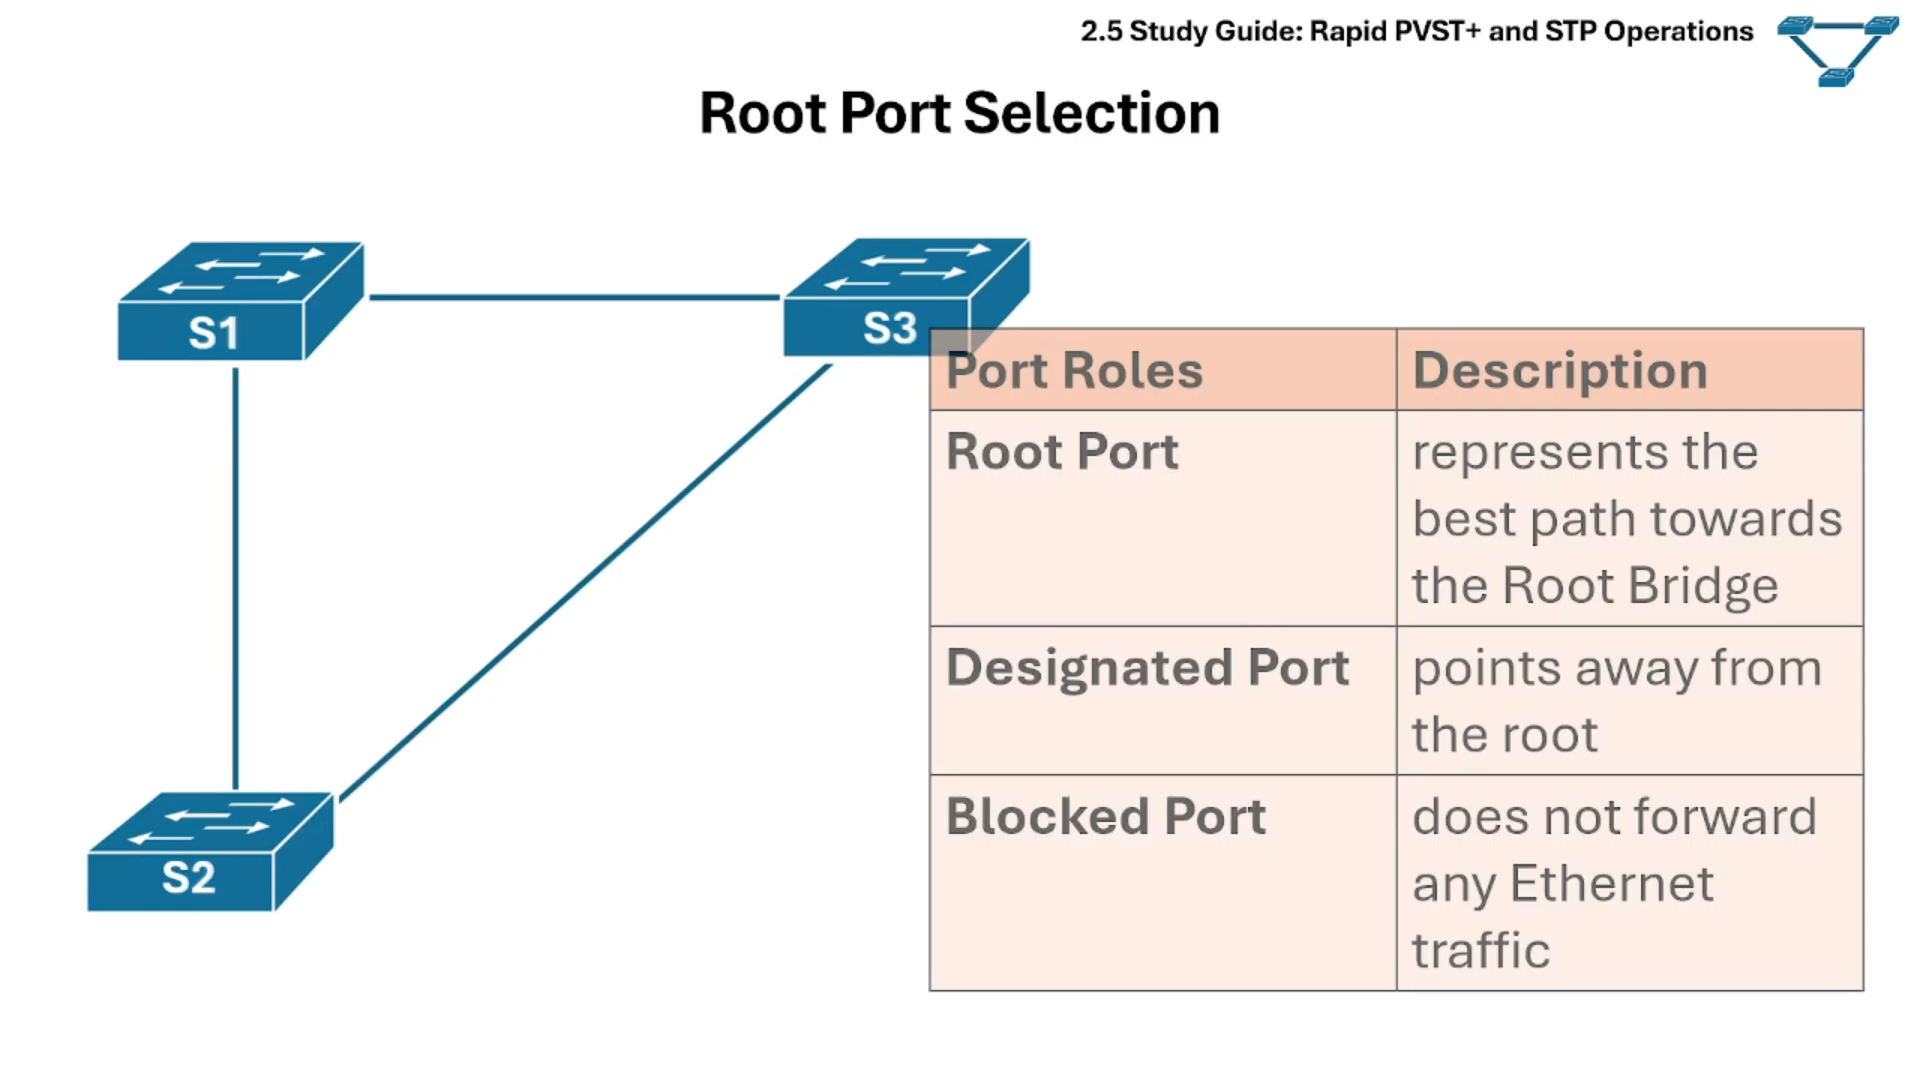 2.5 Study Guide: Rapid PVST+ and STP Operations
Root Port Selection
S1
S3
S2
Port Roles
Description
Root Port
represents the
best path towards
the Root Bridge
Designated Port
points away from
the root
Blocked Port
does not forward
any Ethernet
traffic